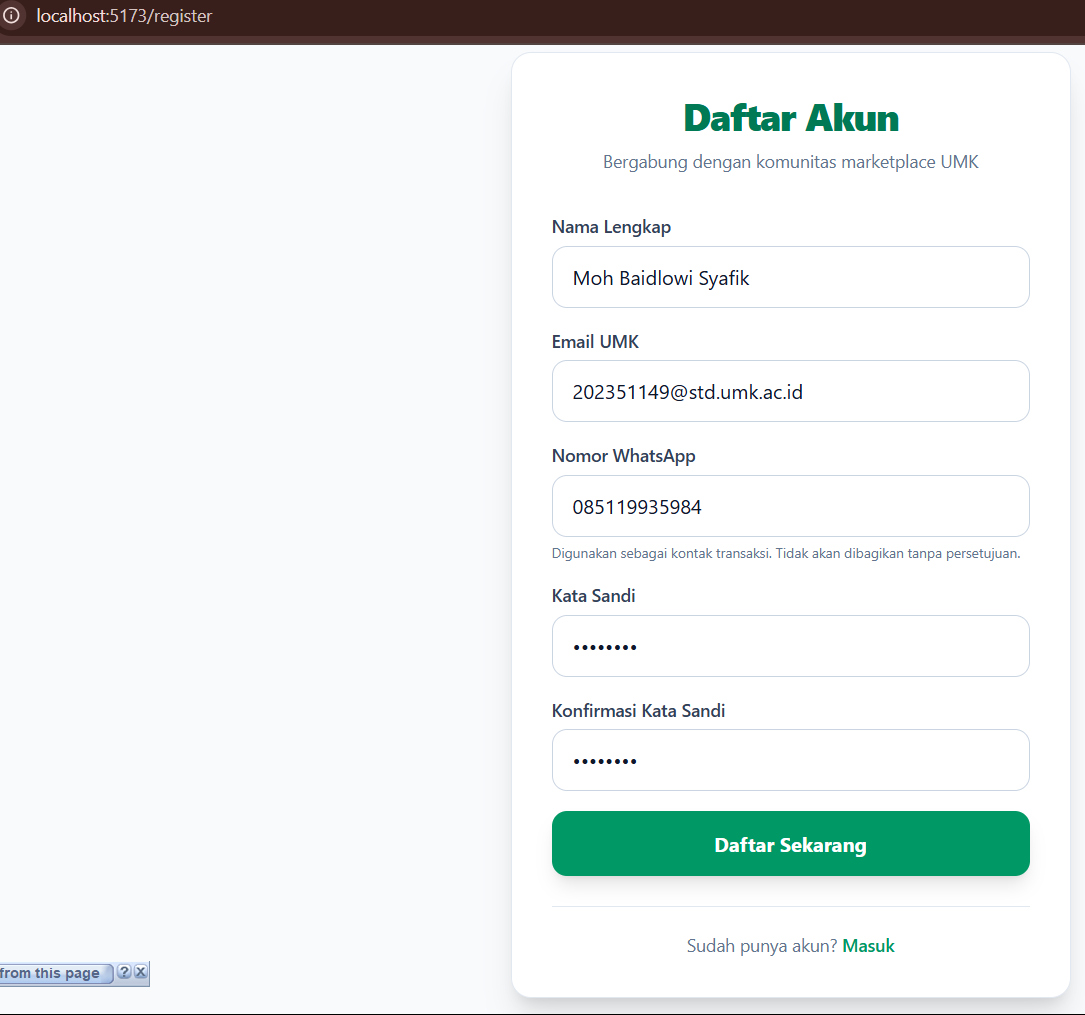 localhost:5173/register
Daftar Akun
Bergabung dengan komunitas marketplace UMK
Nama Lengkap
Moh Baidlowi Syafik
Email UMK
202351149@std.umk.ac.id
Nomor WhatsApp
085119935984
Digunakan sebagai kontak transaksi. Tidak akan dibagikan tanpa persetujuan.
Kata Sandi
••••••••
Konfirmasi Kata Sandi
••••••••
Daftar Sekarang
Sudah punya akun? Masuk
from this page ? X